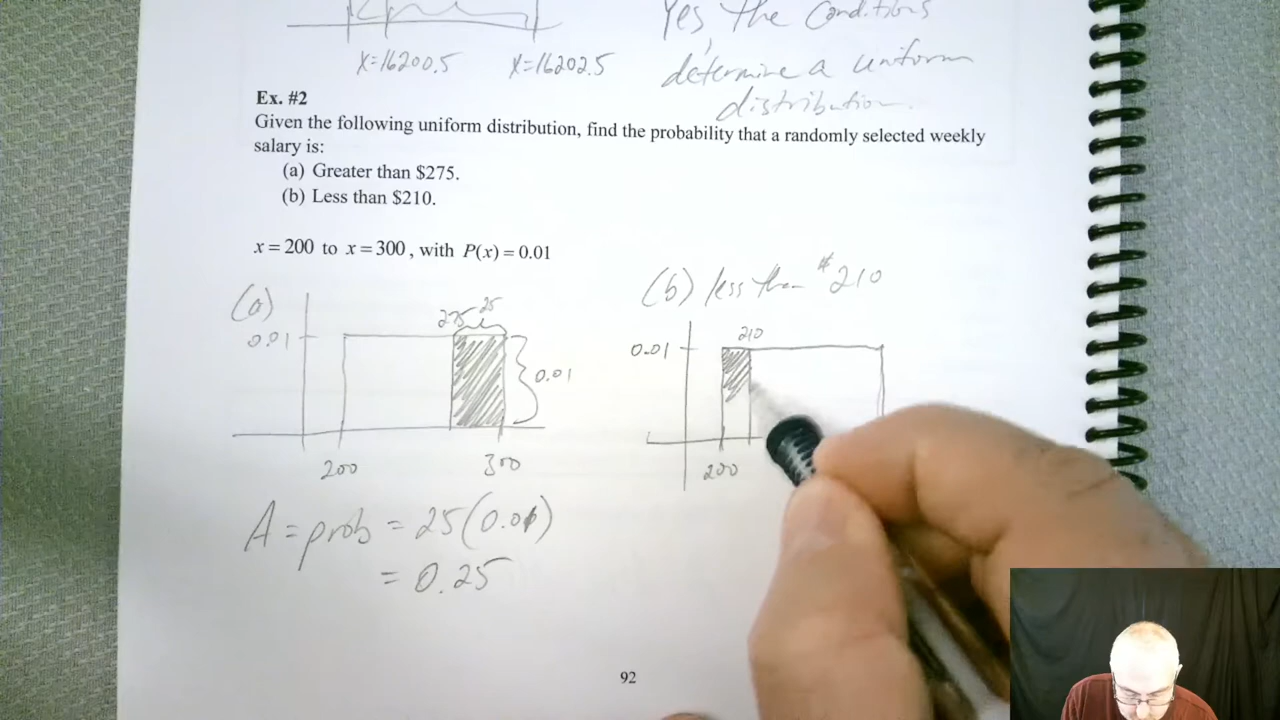 x=16200.5 x=16202.5
Yes, the conditions
determine a uniform
distribution.
Ex. #2
Given the following uniform distribution, find the probability that a randomly selected weekly
salary is:
(a) Greater than $275.
(b) Less than $210.
x = 200 to x = 300, with P(x) = 0.01
(a)
275 25
0.01
0.01
200 300
A = prob = 25(0.01)
= 0.25
(b) less than $210
210
0.01
200
92